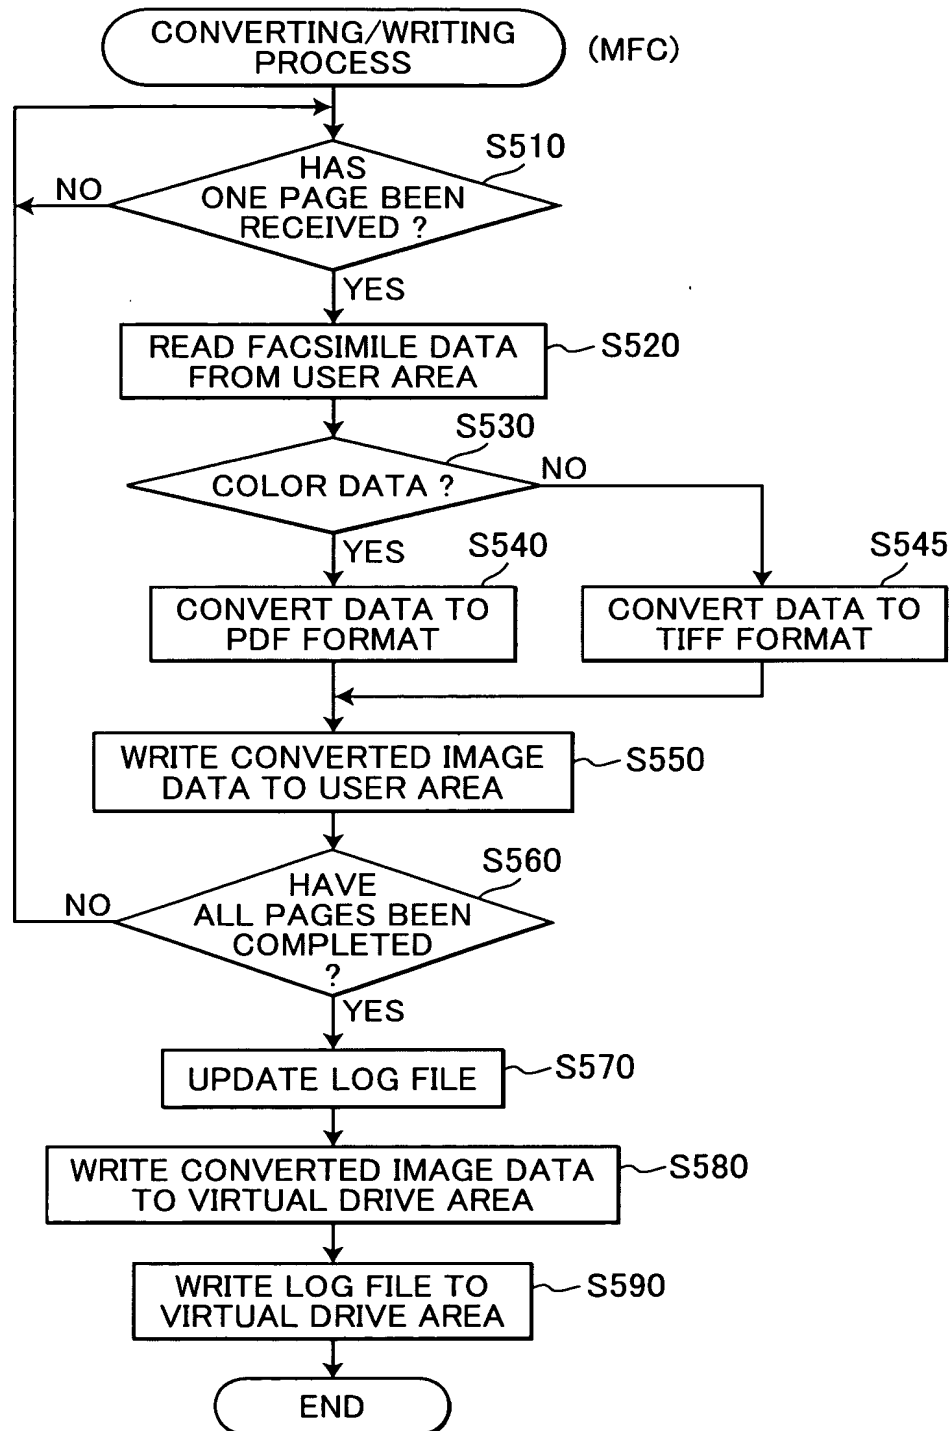 CONVERTING/WRITING
PROCESS
(MFC)
S510
HAS
ONE PAGE BEEN
RECEIVED ?
NO
YES
READ FACSIMILE DATA
FROM USER AREA
S520
S530
COLOR DATA ?
NO
YES
S540
S545
CONVERT DATA TO
PDF FORMAT
CONVERT DATA TO
TIFF FORMAT
WRITE CONVERTED IMAGE
DATA TO USER AREA
S550
S560
HAVE
ALL PAGES BEEN
COMPLETED
?
NO
YES
UPDATE LOG FILE
S570
WRITE CONVERTED IMAGE DATA
TO VIRTUAL DRIVE AREA
S580
WRITE LOG FILE TO
VIRTUAL DRIVE AREA
S590
END